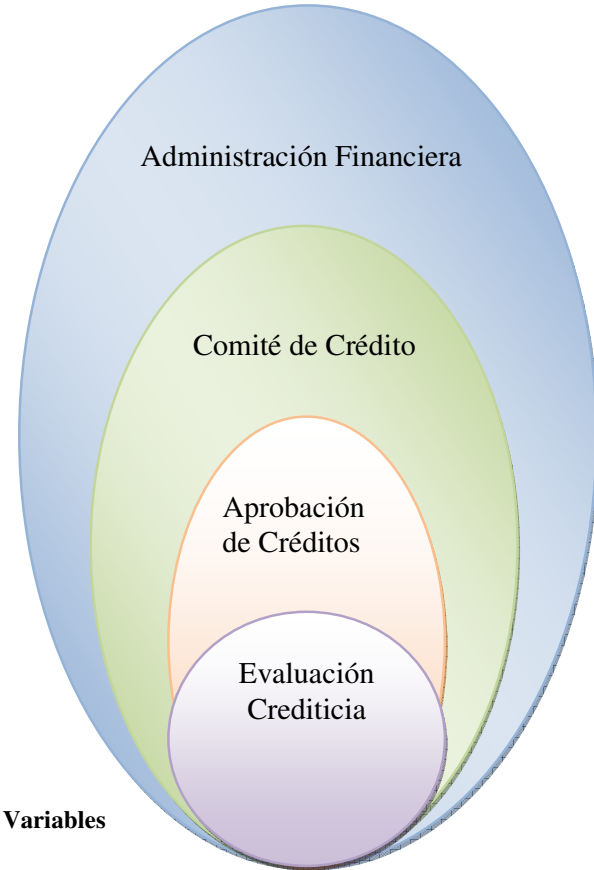 Administración Financiera
Comité de Crédito
Aprobación
de Créditos
Evaluación
Crediticia
Variables